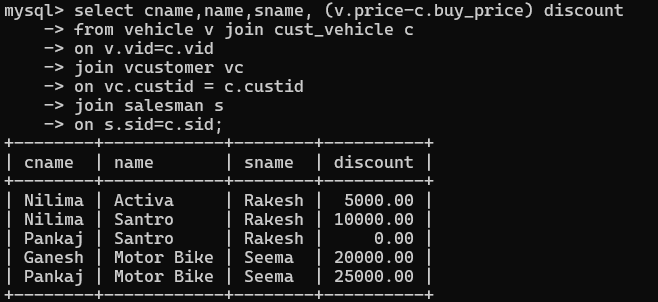 mysql> select cname,name,sname, (v.price-c.buy_price) discount
    -> from vehicle v join cust_vehicle c
    -> on v.vid=c.vid
    -> join vcustomer vc
    -> on vc.custid = c.custid
    -> join salesman s
    -> on s.sid=c.sid;
+--------+------------+--------+----------+
| cname  | name       | sname  | discount |
+--------+------------+--------+----------+
| Nilima | Activa     | Rakesh |  5000.00 |
| Nilima | Santro     | Rakesh | 10000.00 |
| Pankaj | Santro     | Rakesh |     0.00 |
| Ganesh | Motor Bike | Seema  | 20000.00 |
| Pankaj | Motor Bike | Seema  | 25000.00 |
+--------+------------+--------+----------+